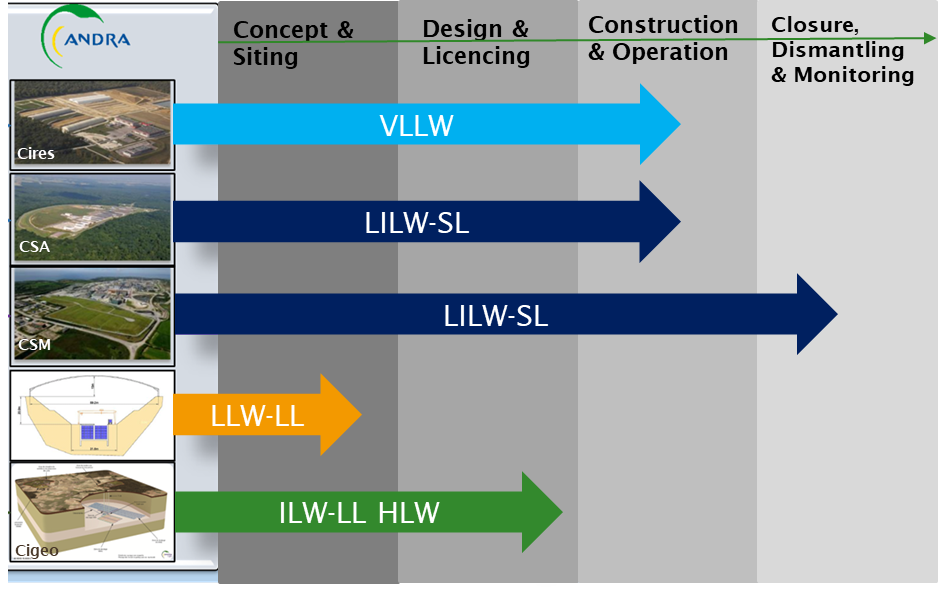 ANDRA
Concept &
Siting
Design &
Licencing
Construction
& Operation
Closure,
Dismantling
& Monitoring
Cires
VLLW
CSA
LILW-SL
CSM
LILW-SL
LLW-LL
Cigeo
ILW-LL HLW